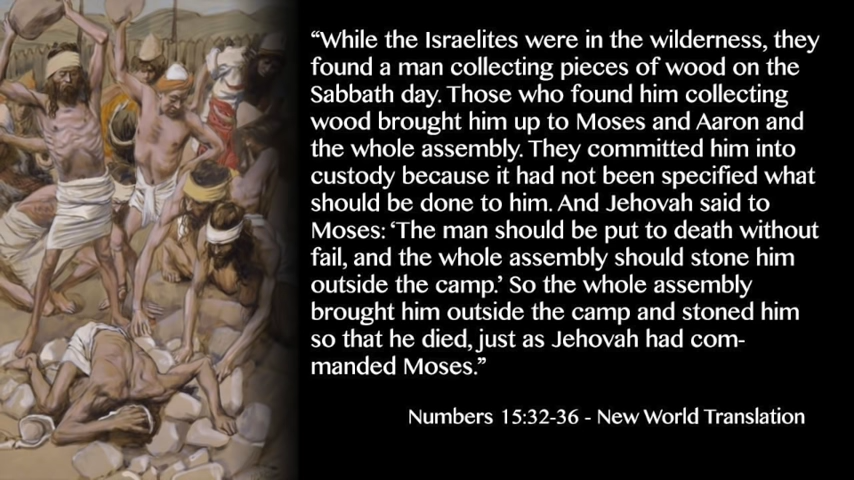 “While the Israelites were in the wilderness, they
found a man collecting pieces of wood on the
Sabbath day. Those who found him collecting
wood brought him up to Moses and Aaron and
the whole assembly. They committed him into
custody because it had not been specified what
should be done to him. And Jehovah said to
Moses: ‘The man should be put to death without
fail, and the whole assembly should stone him
outside the camp.’ So the whole assembly
brought him outside the camp and stoned him
so that he died, just as Jehovah had com-
manded Moses.”
Numbers 15:32-36 - New World Translation